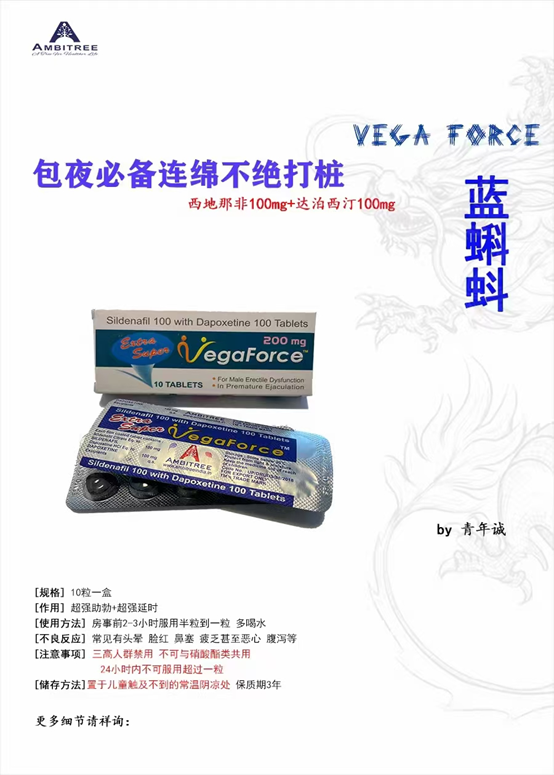 AMBITREE
A Tree for Healthier Life
VEGA FORCE
包夜必备连绵不绝打桩
西地那非100mg+达泊西汀100mg
蓝蝌蚪
Sildenafil 100 with Dapoxetine 100 Tablets
200 mg
Extra Super
VegaForce™
10 TABLETS
• For Male Erectile Dysfunction
• In Premature Ejaculation
Sildenafil 100 with Dapoxetine 100 Tablets
Extra Super
VegaForce™
AMBITREE
Sildenafil 100 with Dapoxetine 100 Tablets
by 青年诚
[规格] 10粒一盒
[作用] 超强助勃+超强延时
[使用方法] 房事前2-3小时服用半粒到一粒 多喝水
[不良反应] 常见有头晕 脸红 鼻塞 疲乏甚至恶心 腹泻等
[注意事项] 三高人群禁用 不可与硝酸酯类共用
24小时内不可服用超过一粒
[储存方法]置于儿童触及不到的常温阴凉处 保质期3年
更多细节请祥询: